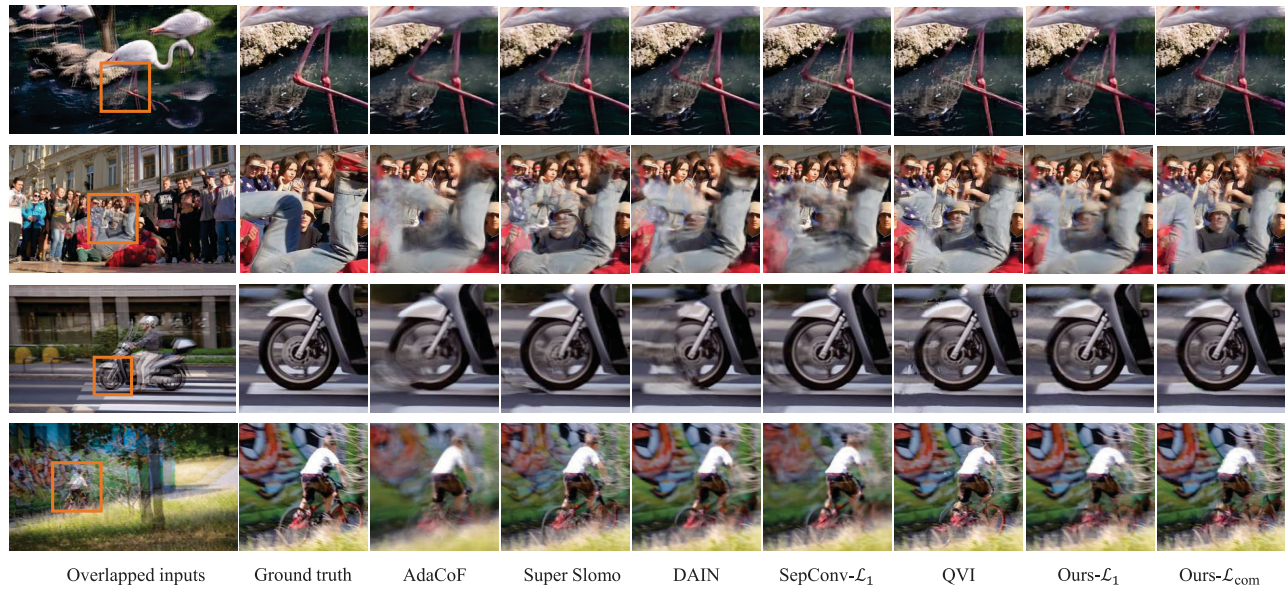 Overlapped inputs Ground truth AdaCoF Super Slomo DAIN SepConv-ℒ₁ QVI Ours-ℒ₁ Ours-ℒcom